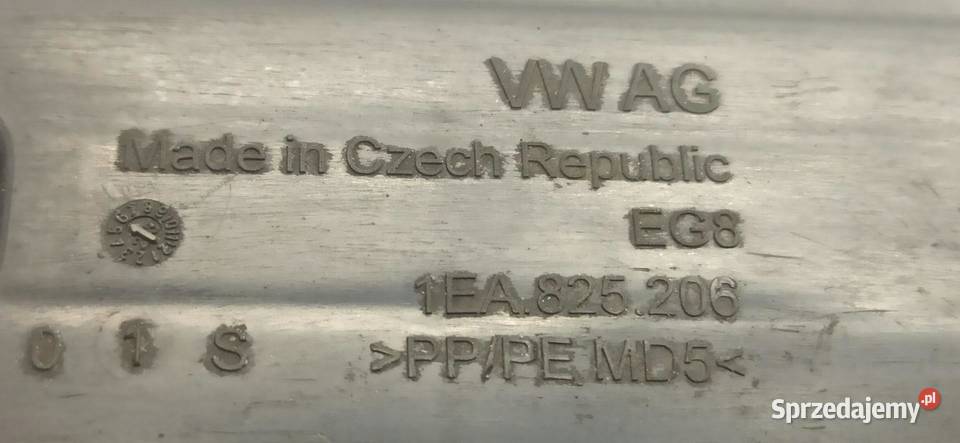 VW AG
Made in Czech Republic
EG8
1EA.825.206
0 1 S >PP/PE MD5<
Sprzedajemy.pl